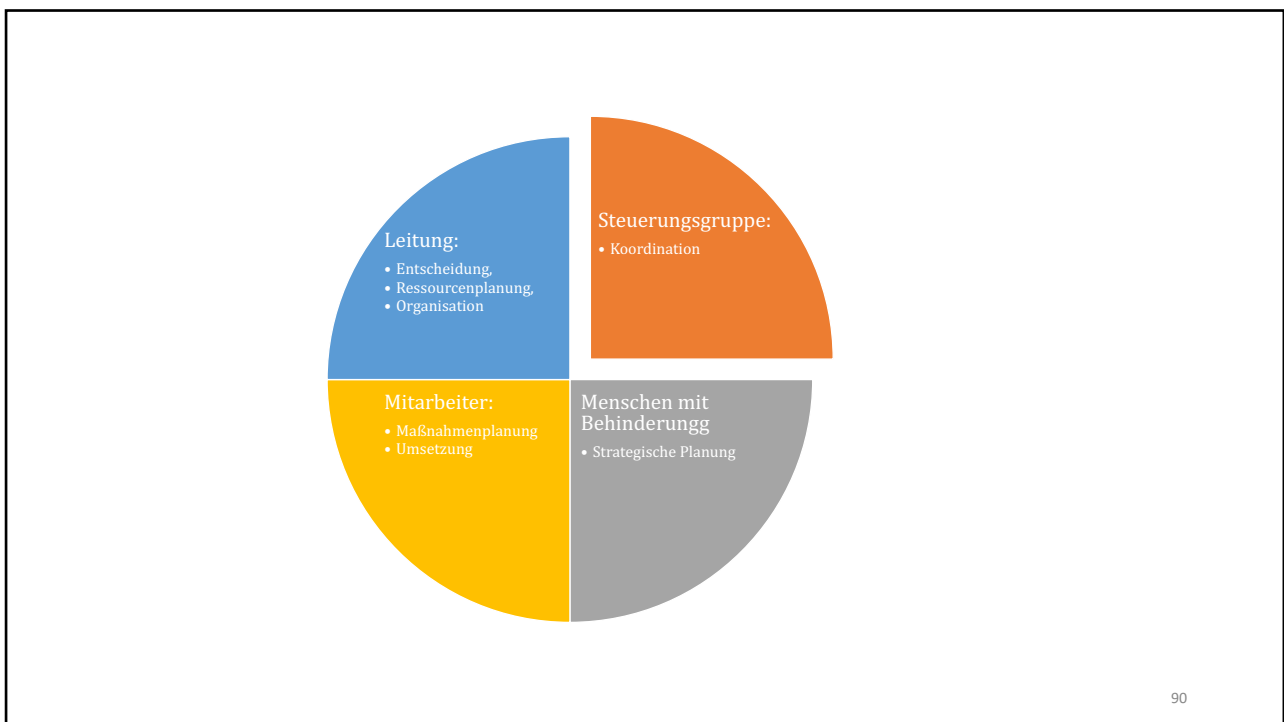 Leitung:
• Entscheidung,
• Ressourcenplanung,
• Organisation
Steuerungsgruppe:
• Koordination
Mitarbeiter:
• Maßnahmenplanung
• Umsetzung
Menschen mit
Behinderungg
• Strategische Planung
90